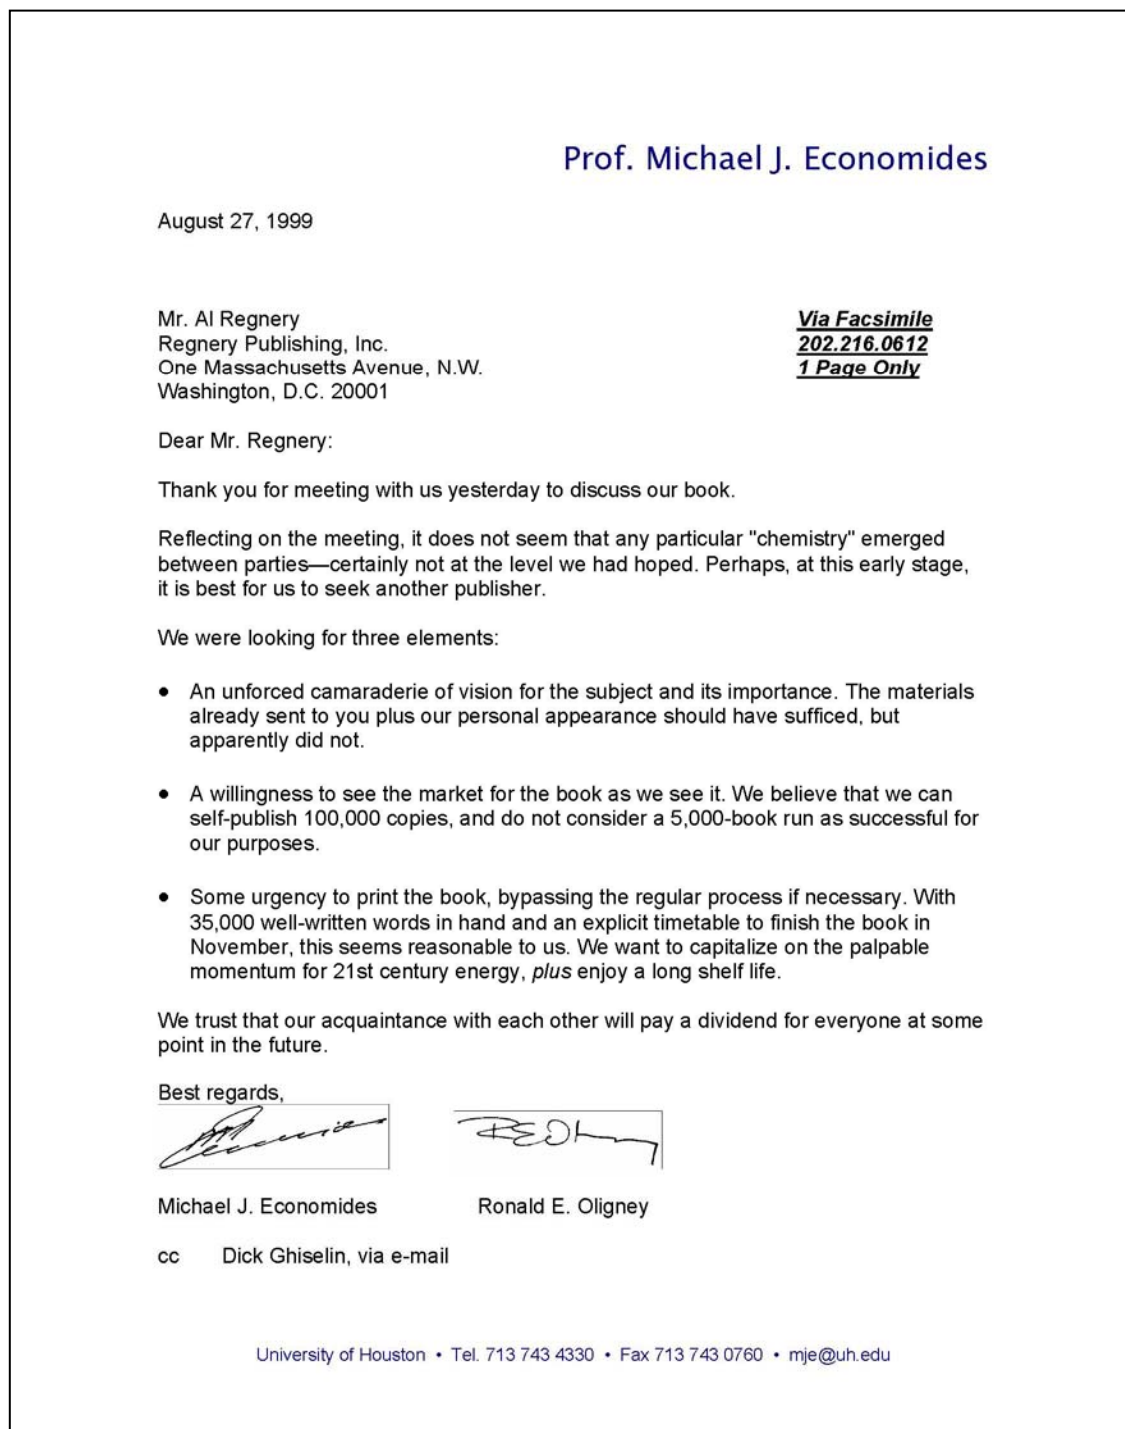 Prof. Michael J. Economides
August 27, 1999
Mr. Al Regnery
Regnery Publishing, Inc.
One Massachusetts Avenue, N.W.
Washington, D.C. 20001
Via Facsimile
202.216.0612
1 Page Only
Dear Mr. Regnery:
Thank you for meeting with us yesterday to discuss our book.
Reflecting on the meeting, it does not seem that any particular "chemistry" emerged
between parties—certainly not at the level we had hoped. Perhaps, at this early stage,
it is best for us to seek another publisher.
We were looking for three elements:
• An unforced camaraderie of vision for the subject and its importance. The materials
already sent to you plus our personal appearance should have sufficed, but
apparently did not.
• A willingness to see the market for the book as we see it. We believe that we can
self-publish 100,000 copies, and do not consider a 5,000-book run as successful for
our purposes.
• Some urgency to print the book, bypassing the regular process if necessary. With
35,000 well-written words in hand and an explicit timetable to finish the book in
November, this seems reasonable to us. We want to capitalize on the palpable
momentum for 21st century energy, plus enjoy a long shelf life.
We trust that our acquaintance with each other will pay a dividend for everyone at some
point in the future.
Best regards,
Michael J. Economides Ronald E. Oligney
cc Dick Ghiselin, via e-mail
University of Houston • Tel. 713 743 4330 • Fax 713 743 0760 • mje@uh.edu